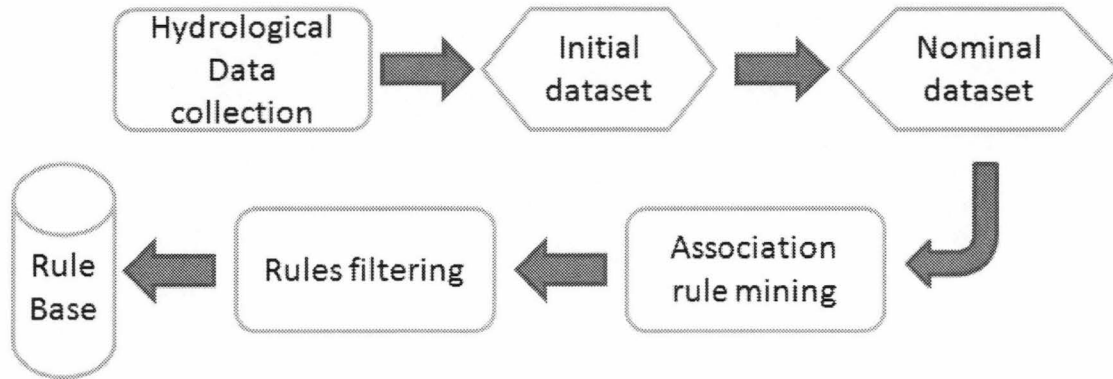 Hydrological
Data
collection
Initial
dataset
Nominal
dataset
Association
rule mining
Rules filtering
Rule
Base